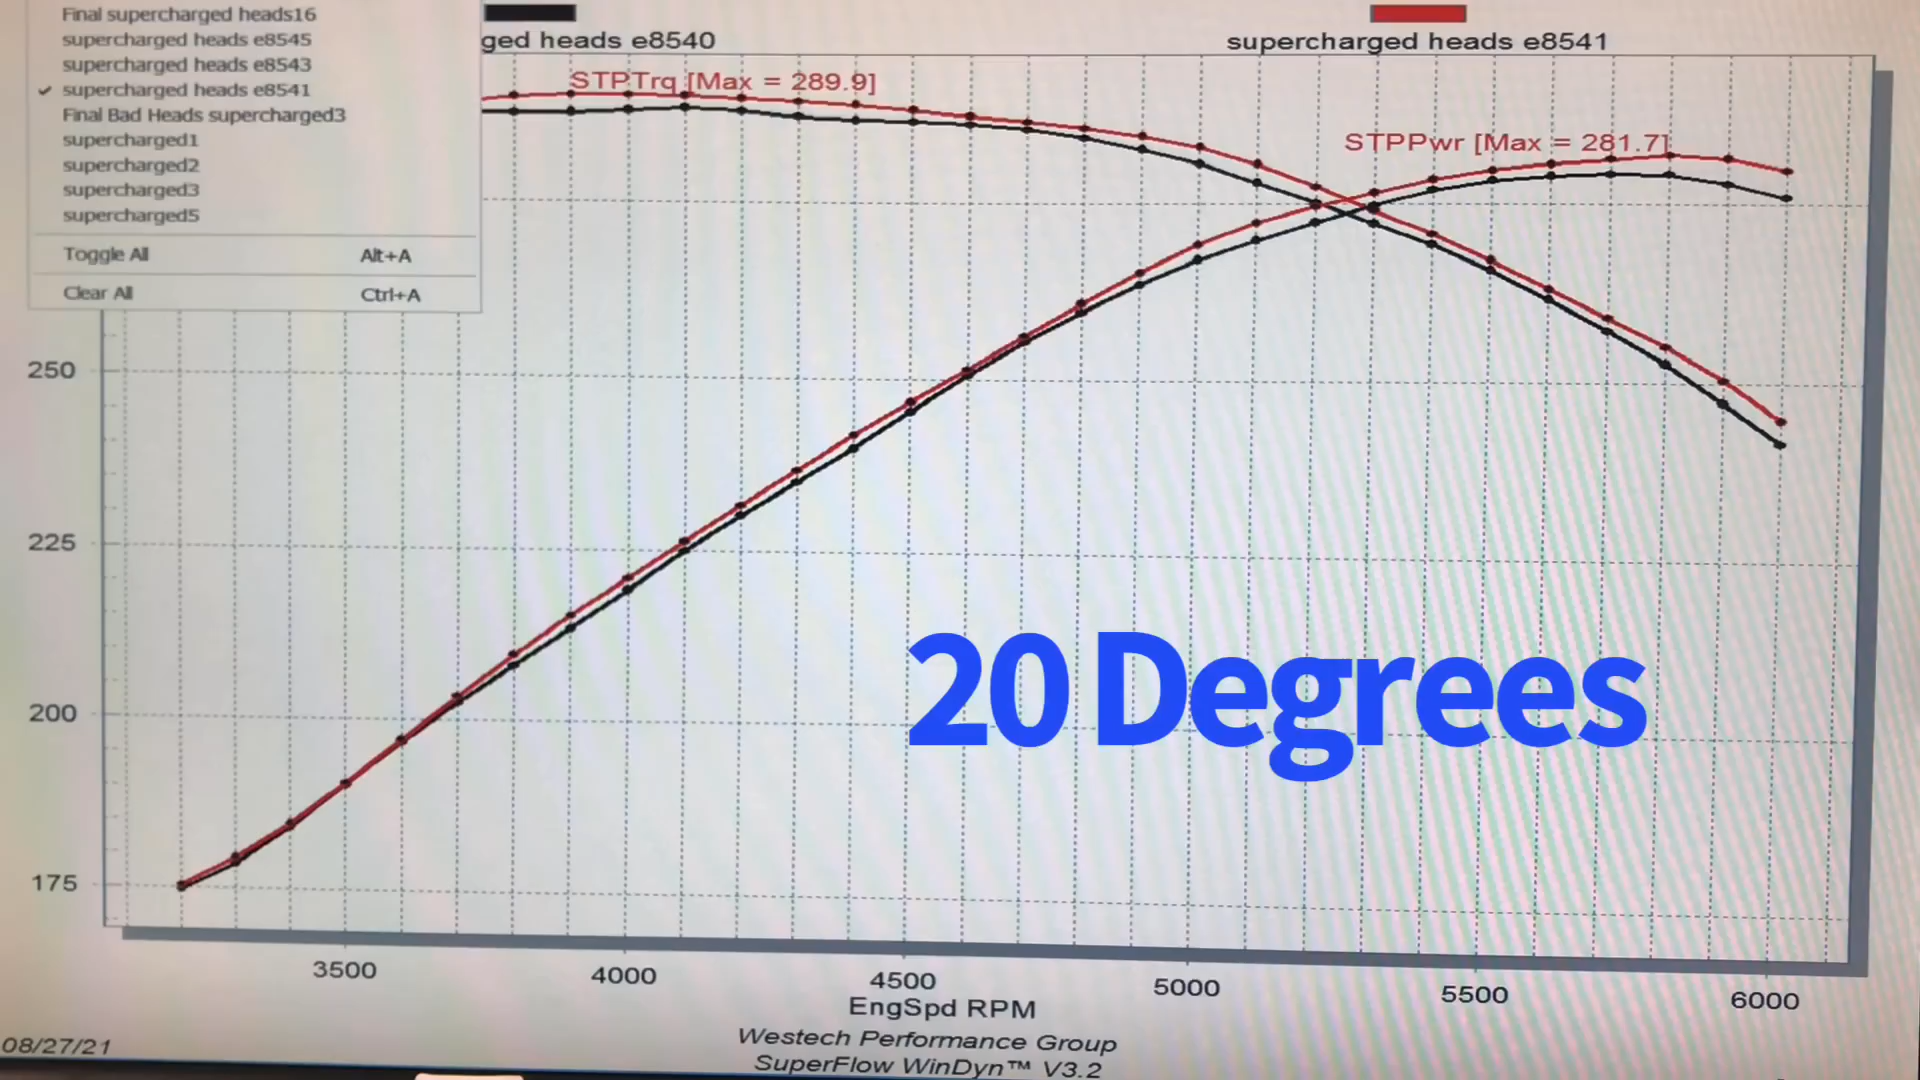 Final supercharged heads16
supercharged heads e8545
supercharged heads e8543
supercharged heads e8541
Final Bad Heads supercharged3
supercharged1
supercharged2
supercharged3
supercharged5
Toggle All Alt+A
Clear All Ctrl+A
ged heads e8540
supercharged heads e8541
STPTrq [Max = 289.9]
STPPwr [Max = 281.7]
250
225
200
175
20 Degrees
3500 4000 4500 5000 5500 6000
EngSpd RPM
Westech Performance Group
SuperFlow WinDyn™ V3.2
08/27/21